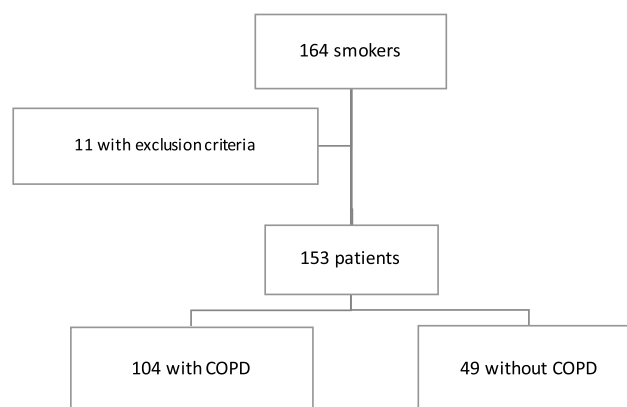 164 smokers
11 with exclusion criteria
153 patients
104 with COPD
49 without COPD